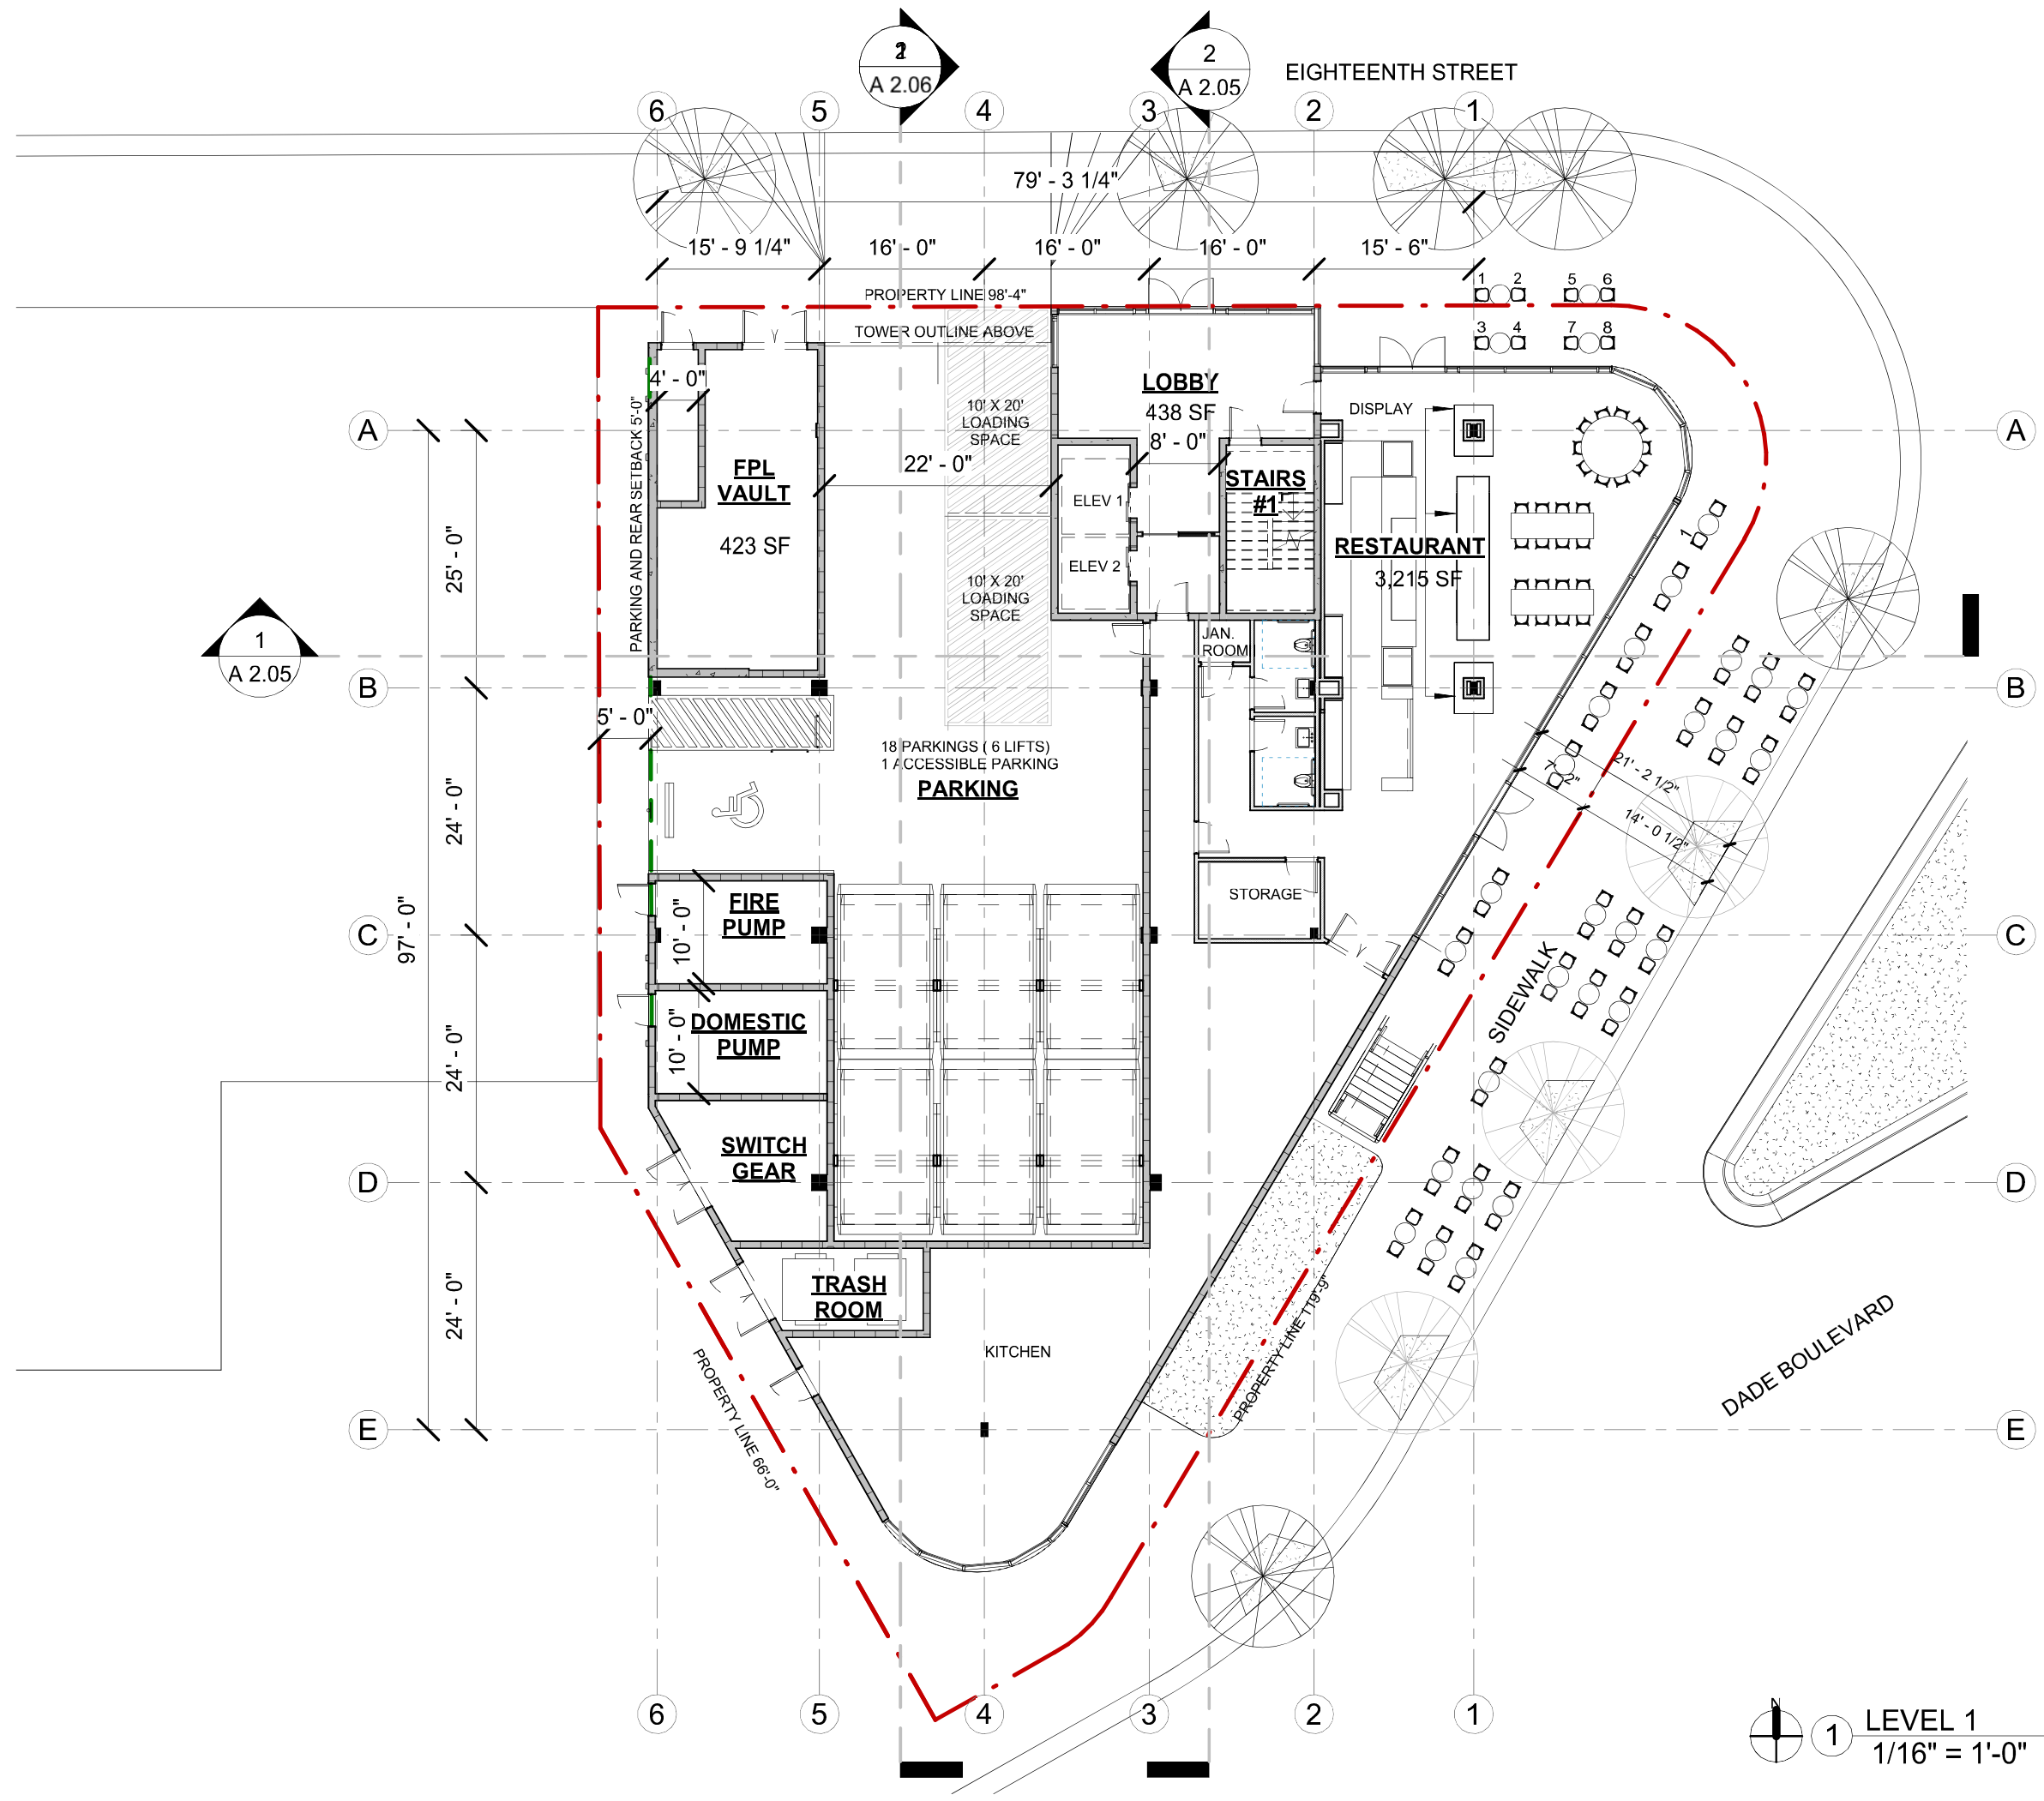 2
A 2.06
2
A 2.05
EIGHTEENTH STREET
6
5
4
3
2
1
79' - 3 1/4"
15' - 9 1/4"
16' - 0"
16' - 0"
16' - 0"
15' - 6"
PROPERTY LINE 98'-4"
TOWER OUTLINE ABOVE
1
2
5
6
3
4
7
8
4' - 0"
LOBBY
438 SF
8' - 0"
DISPLAY
10' X 20'
LOADING
SPACE
A
A
PARKING AND REAR SETBACK 5'-0"
FPL
VAULT
423 SF
22' - 0"
ELEV 1
ELEV 2
STAIRS
#1
RESTAURANT
3,215 SF
1
25' - 0"
10' X 20'
LOADING
SPACE
JAN.
ROOM
1
A 2.05
B
B
5' - 0"
18 PARKINGS ( 6 LIFTS)
1 ACCESSIBLE PARKING
PARKING
7' - 2"
21' - 2 1/2"
14' - 0 1/2"
24' - 0"
97' - 0"
FIRE
PUMP
10' - 0"
STORAGE
C
C
SIDEWALK
DOMESTIC
PUMP
10' - 0"
24' - 0"
SWITCH
GEAR
D
D
TRASH
ROOM
24' - 0"
KITCHEN
PROPERTY LINE 66'-0"
PROPERTY LINE 119'-9"
DADE BOULEVARD
E
E
6
5
4
3
2
1
N
1
LEVEL 1
1/16" = 1'-0"